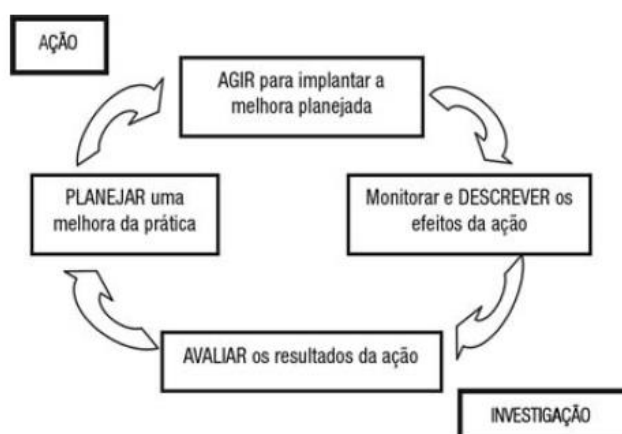 AÇÃO
AGIR para implantar a
melhora planejada
PLANEJAR uma
melhora da prática
Monitorar e DESCREVER os
efeitos da ação
AVALIAR os resultados da ação
INVESTIGAÇÃO